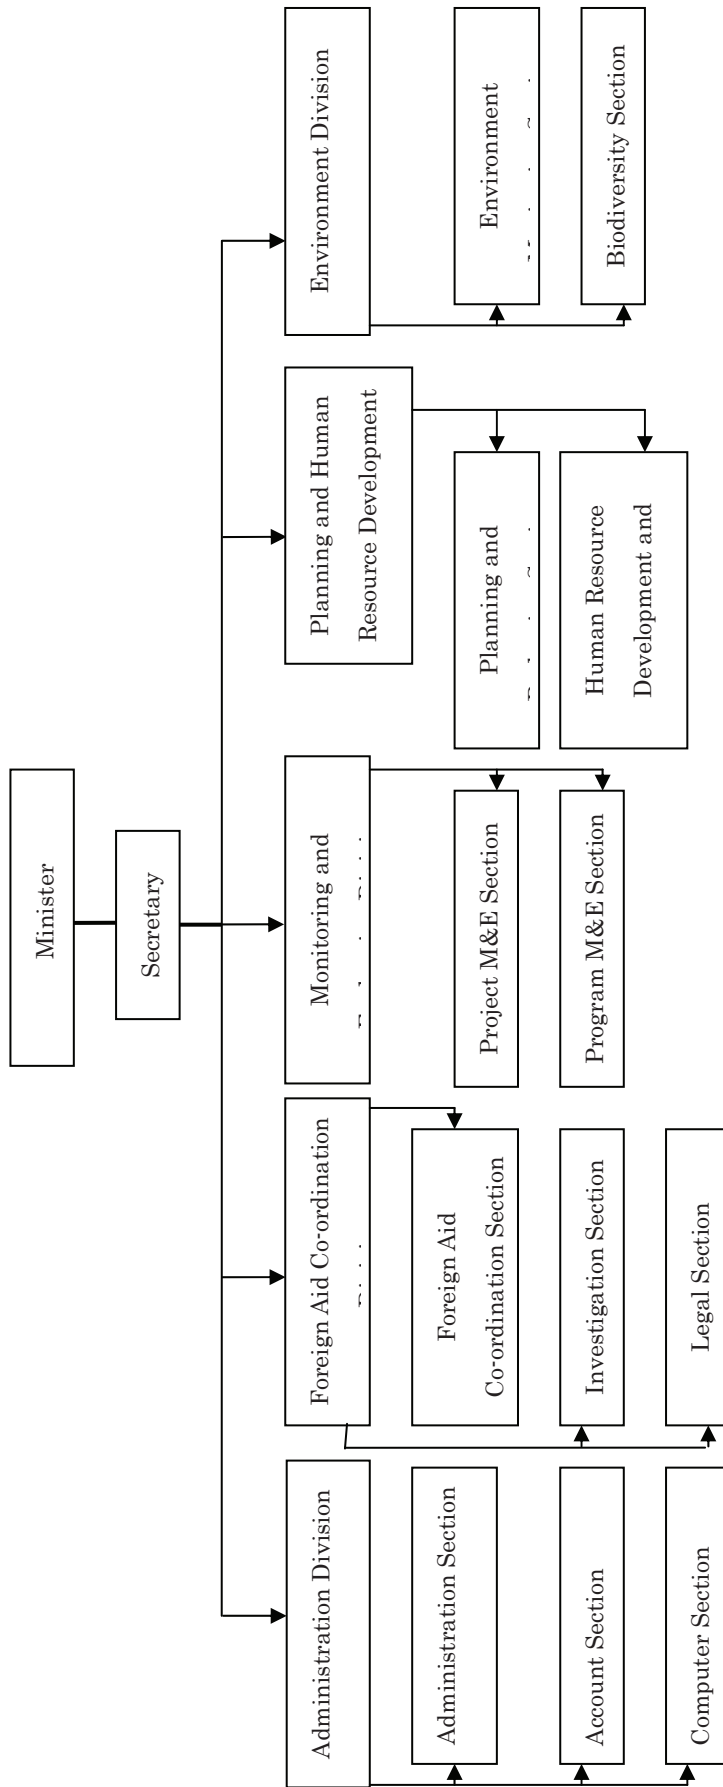 Minister
Secretary
Administration Division
Foreign Aid Co-ordination
Monitoring and
Planning and Human
Resource Development
Environment Division
Administration Section
Account Section
Computer Section
Foreign Aid
Co-ordination Section
Investigation Section
Legal Section
Project M&E Section
Program M&E Section
Planning and
Human Resource
Development and
Environment
Biodiversity Section